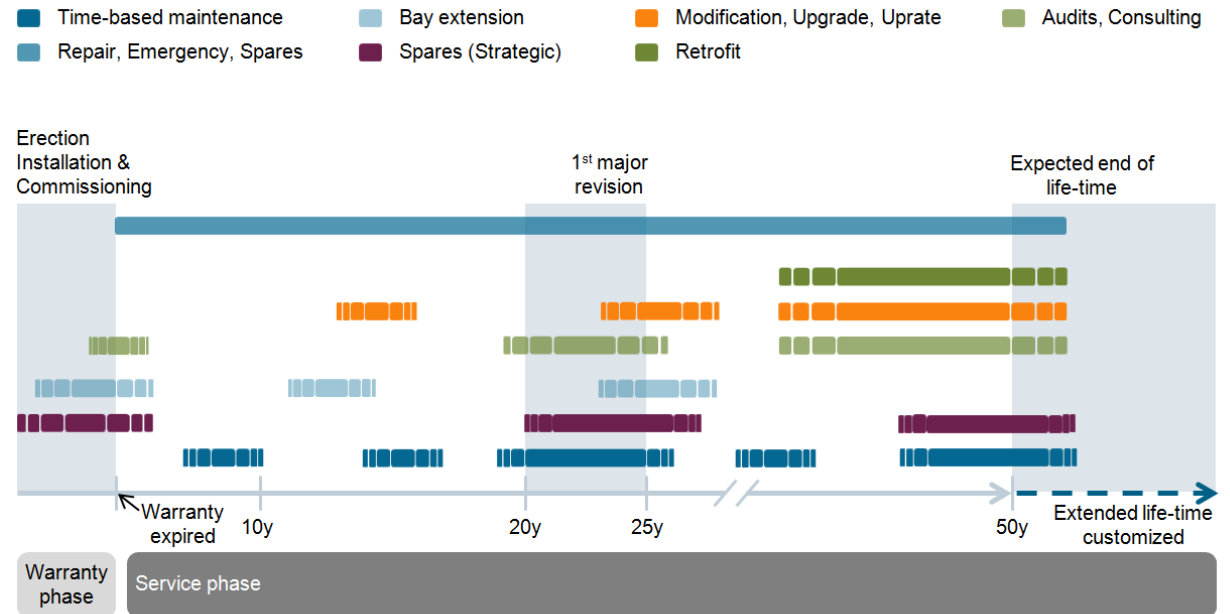 Time-based maintenance
Bay extension
Modification, Upgrade, Uprate
Audits, Consulting
Repair, Emergency, Spares
Spares (Strategic)
Retrofit
Erection
Installation &
Commissioning
1st major
revision
Expected end of
life-time
Warranty
expired
10y
20y
25y
50y
Extended life-time
customized
Warranty
phase
Service phase